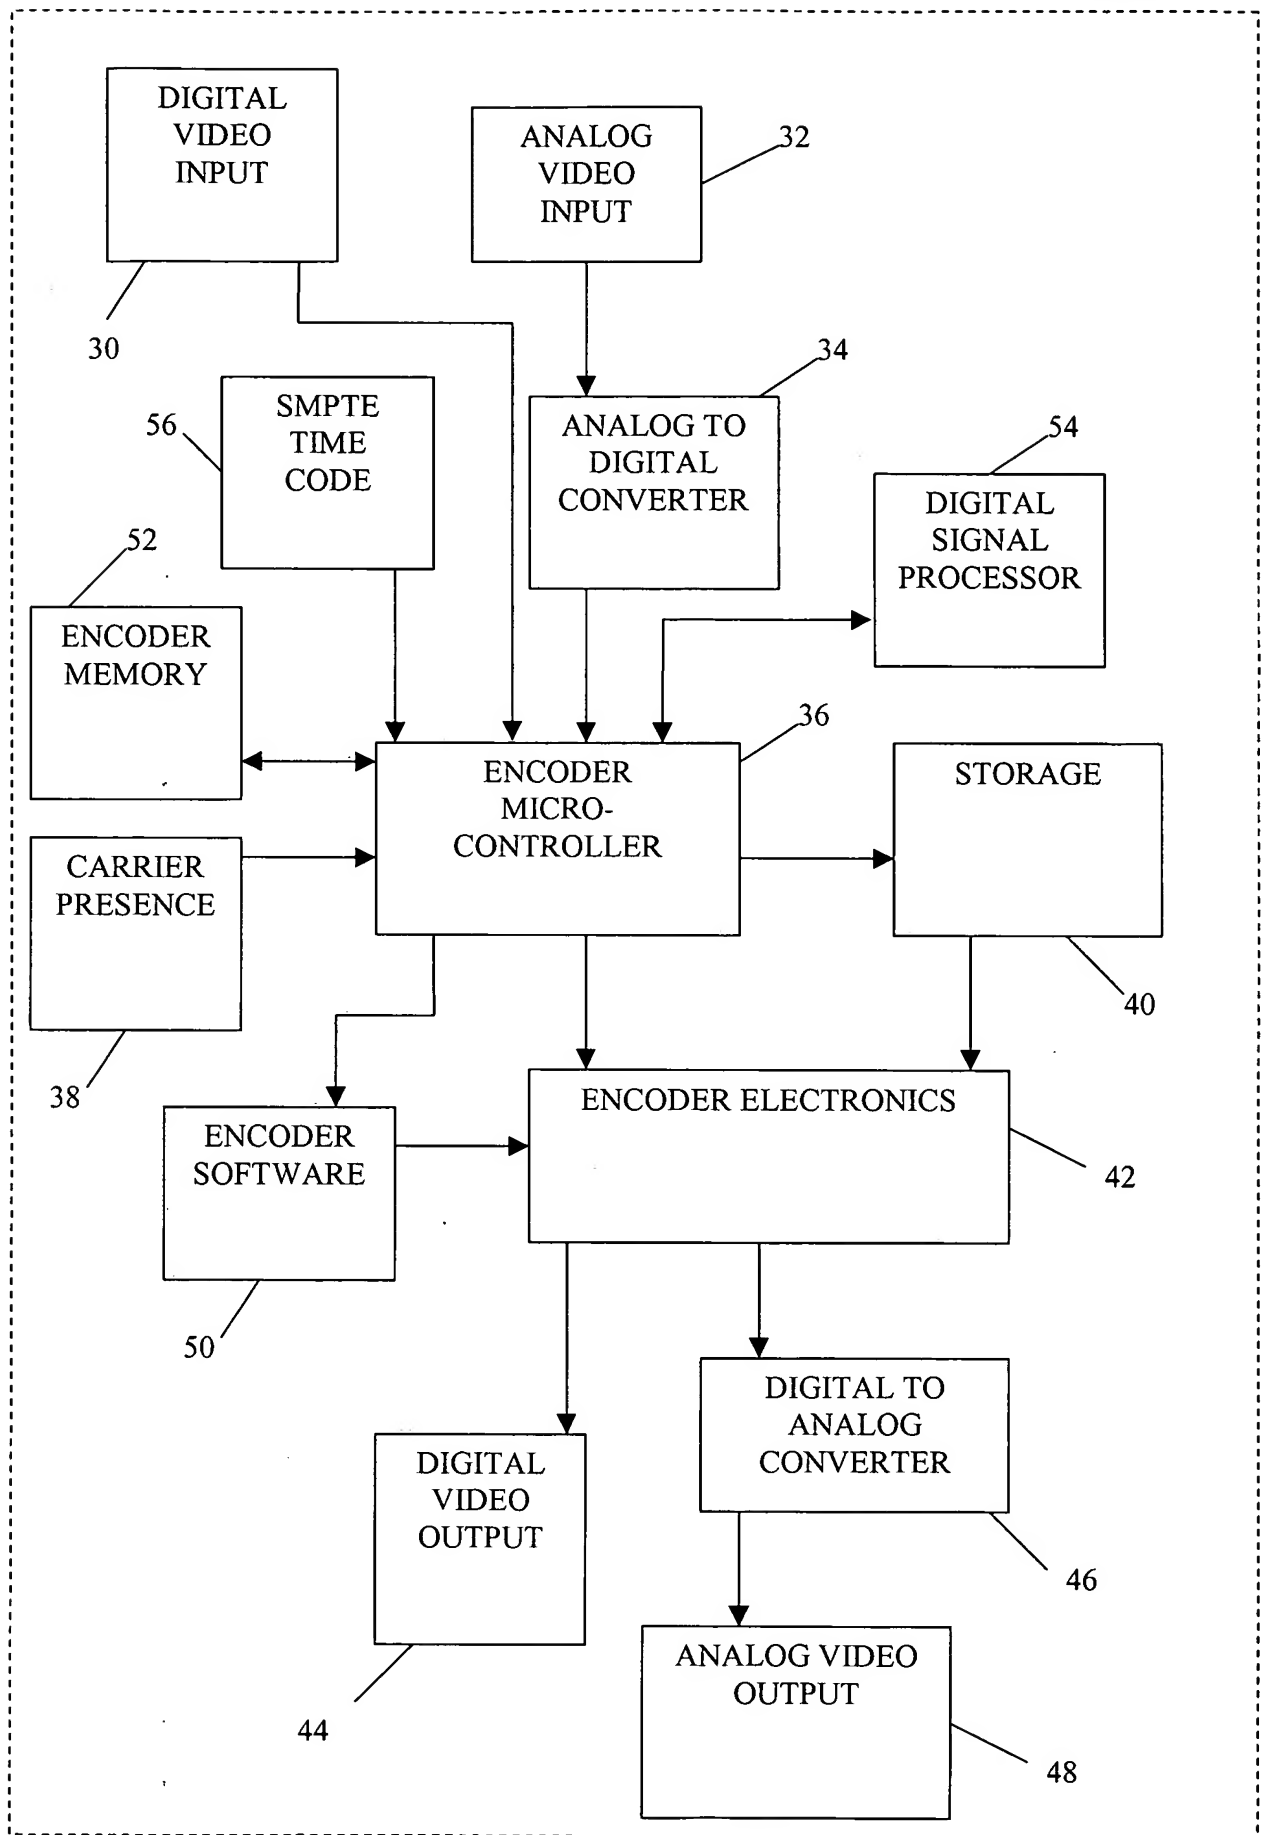 DIGITAL
VIDEO
INPUT
30
ANALOG
VIDEO
INPUT
32
SMPTE
TIME
CODE
56
ANALOG TO
DIGITAL
CONVERTER
34
DIGITAL
SIGNAL
PROCESSOR
54
ENCODER
MEMORY
52
ENCODER
MICRO-
CONTROLLER
36
STORAGE
40
CARRIER
PRESENCE
38
ENCODER
SOFTWARE
50
ENCODER ELECTRONICS
42
DIGITAL
VIDEO
OUTPUT
44
DIGITAL TO
ANALOG
CONVERTER
46
ANALOG VIDEO
OUTPUT
48